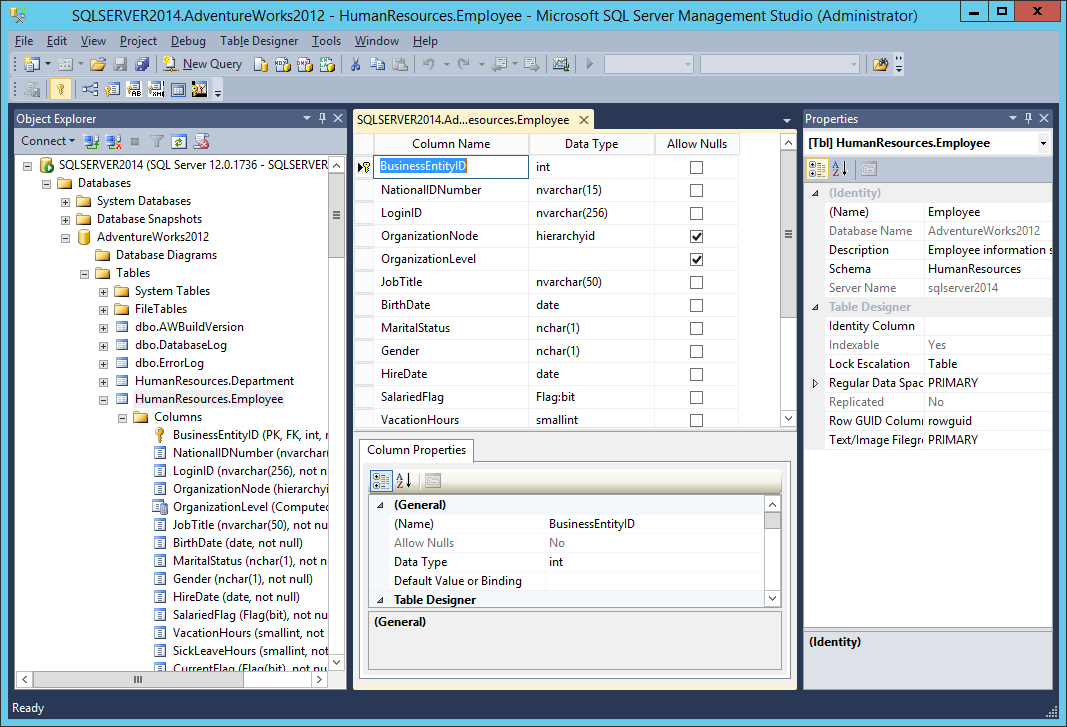 SQLSERVER2014.AdventureWorks2012 - HumanResources.Employee - Microsoft SQL Server Management Studio (Administrator)
File Edit View Project Debug Table Designer Tools Window Help
New Query
Object Explorer
Connect
SQLSERVER2014 (SQL Server 12.0.1736 - SQLSERVER
Databases
System Databases
Database Snapshots
AdventureWorks2012
Database Diagrams
Tables
System Tables
FileTables
dbo.AWBuildVersion
dbo.DatabaseLog
dbo.ErrorLog
HumanResources.Department
HumanResources.Employee
Columns
BusinessEntityID (PK, FK, int, r
NationalIDNumber (nvarchar(
LoginID (nvarchar(256), not n
OrganizationNode (hierarchyi
OrganizationLevel (Computed
JobTitle (nvarchar(50), not nu
BirthDate (date, not null)
MaritalStatus (nchar(1), not n
Gender (nchar(1), not null)
HireDate (date, not null)
SalariedFlag (Flag(bit), not nu
VacationHours (smallint, not
SickLeaveHours (smallint, not
CurrentFlag (Flag(bit), not nu
SQLSERVER2014.Ad...esources.Employee
Column Name Data Type Allow Nulls
BusinessEntityID int
NationalIDNumber nvarchar(15)
LoginID nvarchar(256)
OrganizationNode hierarchyid
OrganizationLevel
JobTitle nvarchar(50)
BirthDate date
MaritalStatus nchar(1)
Gender nchar(1)
HireDate date
SalariedFlag Flag:bit
VacationHours smallint
Column Properties
(General)
(Name) BusinessEntityID
Allow Nulls No
Data Type int
Default Value or Binding
Table Designer
(General)
Properties
[Tbl] HumanResources.Employee
(Identity)
(Name) Employee
Database Name AdventureWorks2012
Description Employee information s
Schema HumanResources
Server Name sqlserver2014
Table Designer
Identity Column
Indexable Yes
Lock Escalation Table
Regular Data Spac PRIMARY
Replicated No
Row GUID Column rowguid
Text/Image Filegr PRIMARY
(Identity)
Ready